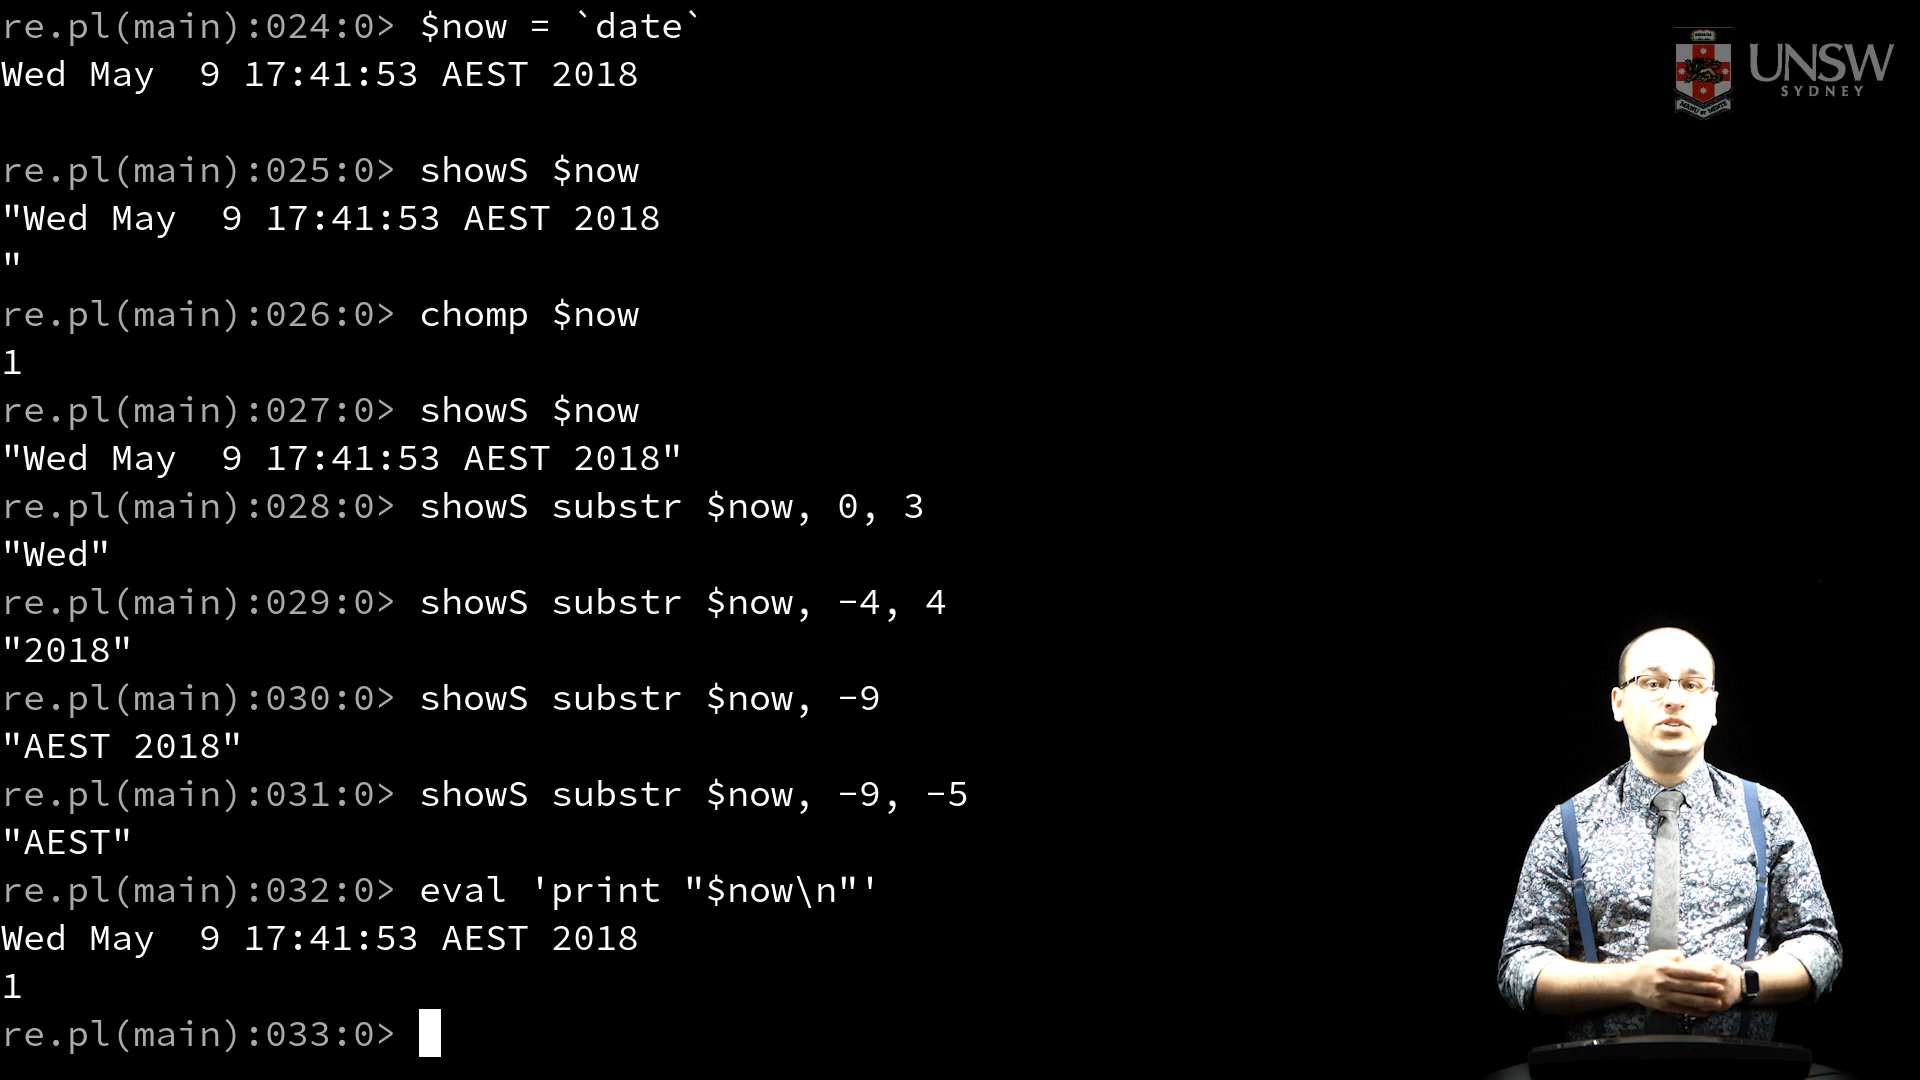 re.pl(main):024:0> $now = `date`
Wed May  9 17:41:53 AEST 2018
re.pl(main):025:0> showS $now
"Wed May  9 17:41:53 AEST 2018
"
re.pl(main):026:0> chomp $now
1
re.pl(main):027:0> showS $now
"Wed May  9 17:41:53 AEST 2018"
re.pl(main):028:0> showS substr $now, 0, 3
"Wed"
re.pl(main):029:0> showS substr $now, -4, 4
"2018"
re.pl(main):030:0> showS substr $now, -9
"AEST 2018"
re.pl(main):031:0> showS substr $now, -9, -5
"AEST"
re.pl(main):032:0> eval 'print "$now\n"'
Wed May  9 17:41:53 AEST 2018
1
re.pl(main):033:0>
UNSW
SYDNEY